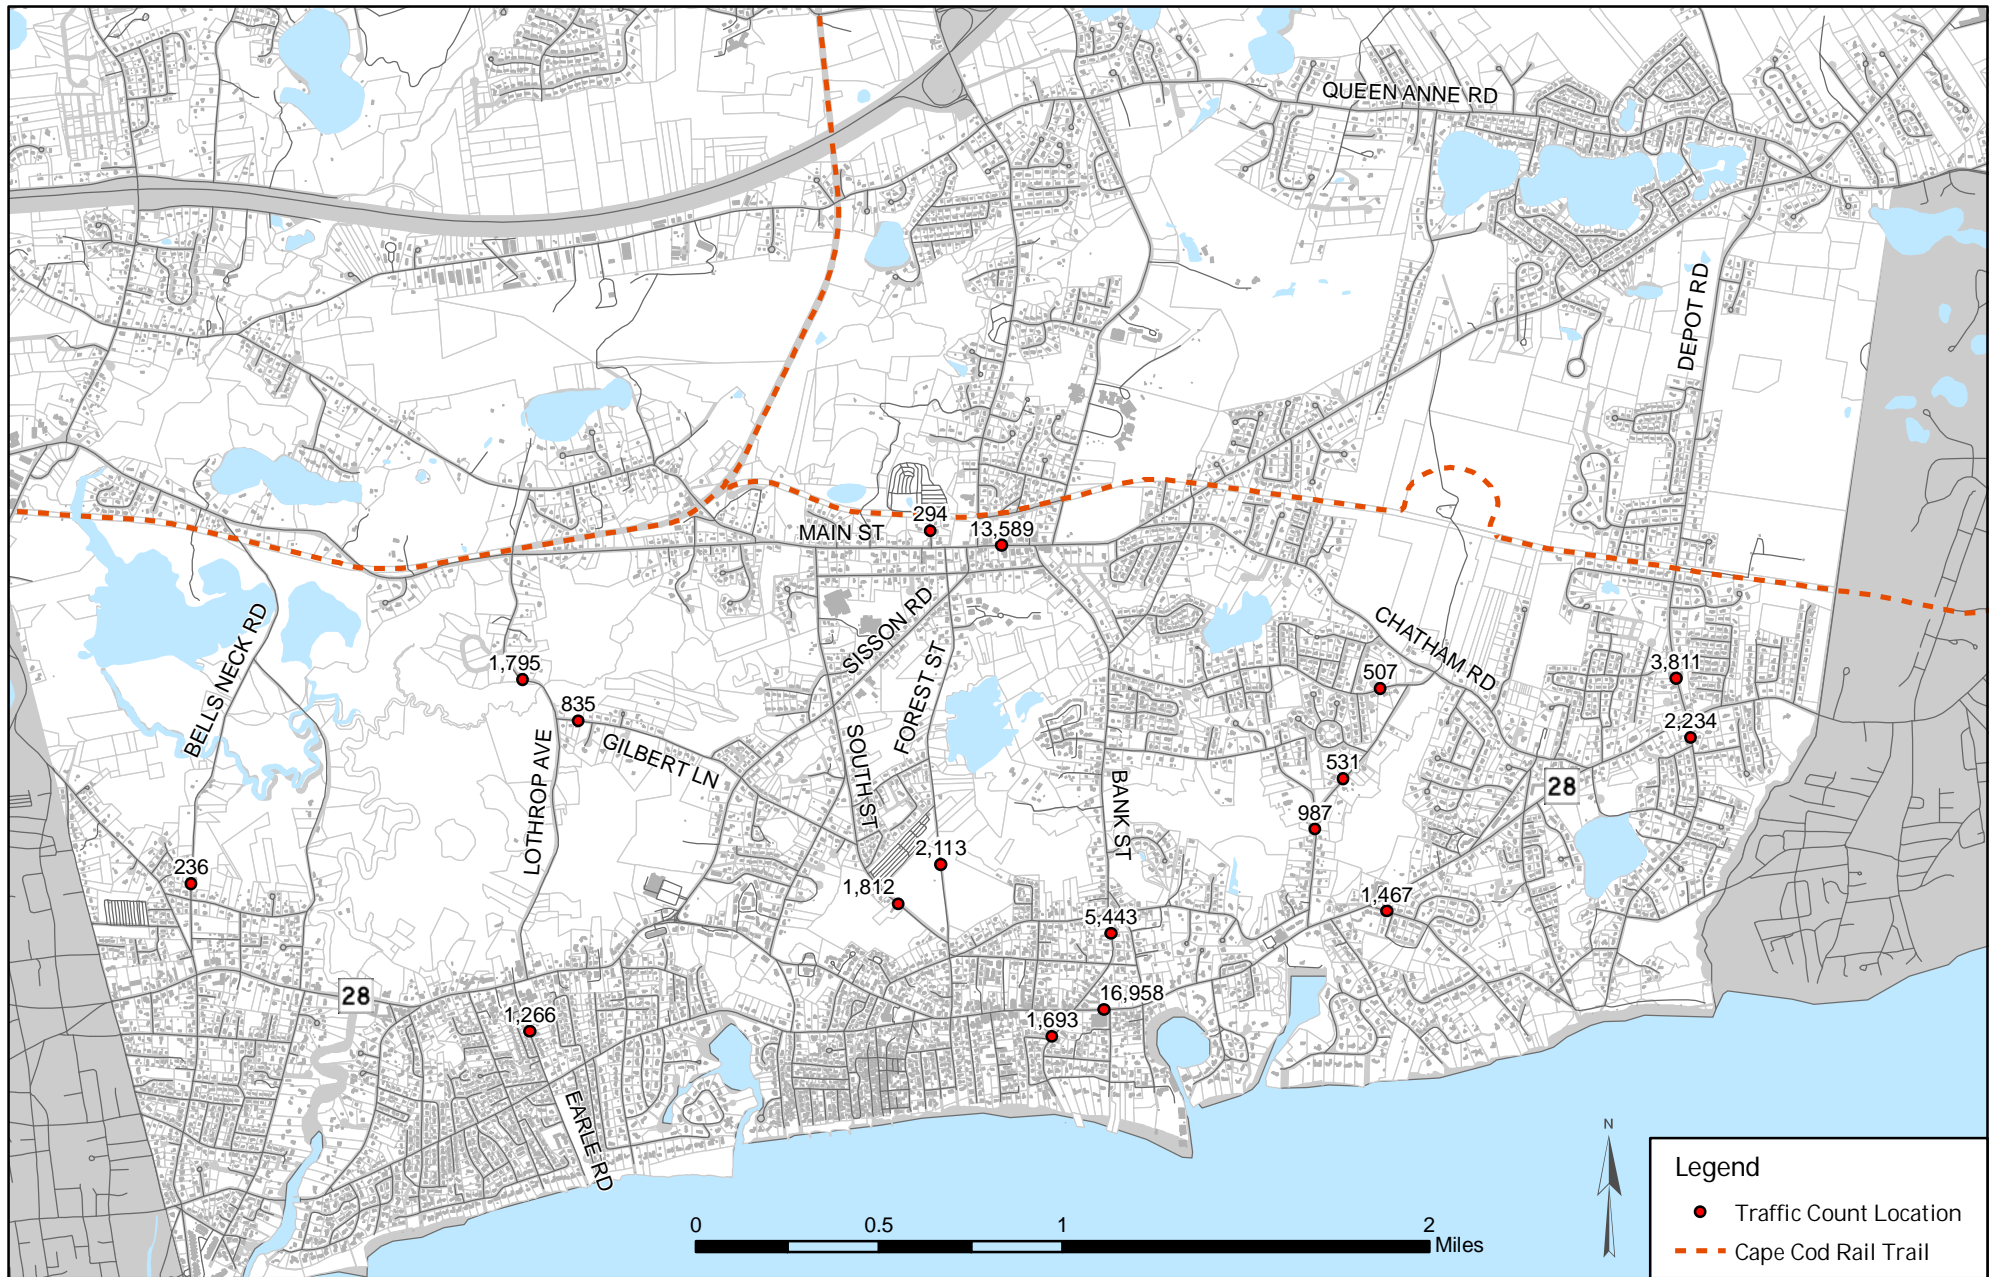 QUEEN ANNE RD
DEPOT RD
294
13,589
MAIN ST
BELLS NECK RD
SISSON RD
CHATHAM RD
FOREST ST
1,795
507
3,811
835
2,234
GILBERT LN
LOTHROP AVE
SOUTH ST
BANK ST
531
28
987
236
2,113
1,812
1,467
5,443
28
16,958
1,266
1,693
EARLE RD
N
0 0.5 1 2
Miles
Legend
Traffic Count Location
Cape Cod Rail Trail